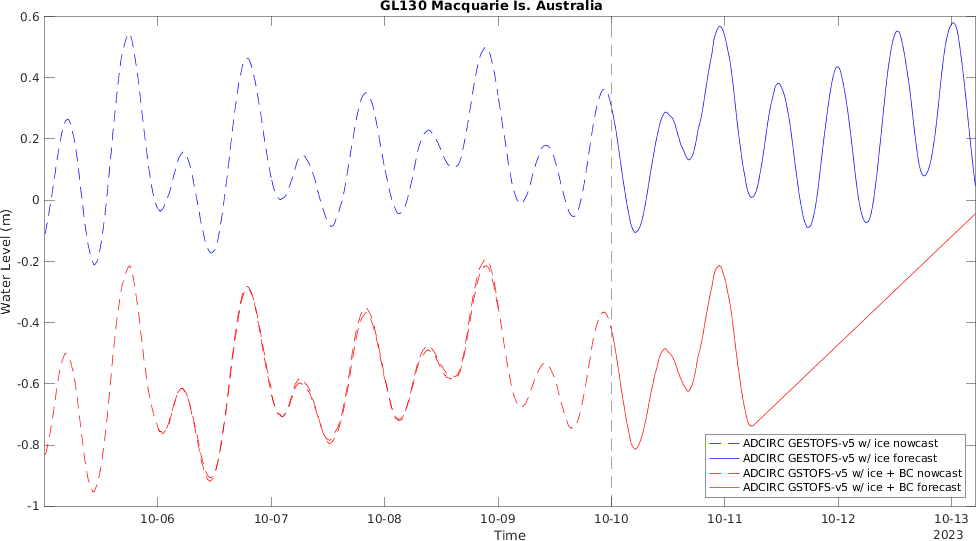 GL130 Macquarie Is. Australia
0.6
0.4
0.2
0
-0.2
-0.4
-0.6
-0.8
-1
Water Level (m)
10-06 10-07 10-08 10-09 10-10 10-11 10-12 10-13
2023
Time
ADCIRC GESTOFS-v5 w/ ice nowcast
ADCIRC GESTOFS-v5 w/ ice forecast
ADCIRC GSTOFS-v5 w/ ice + BC nowcast
ADCIRC GSTOFS-v5 w/ ice + BC forecast